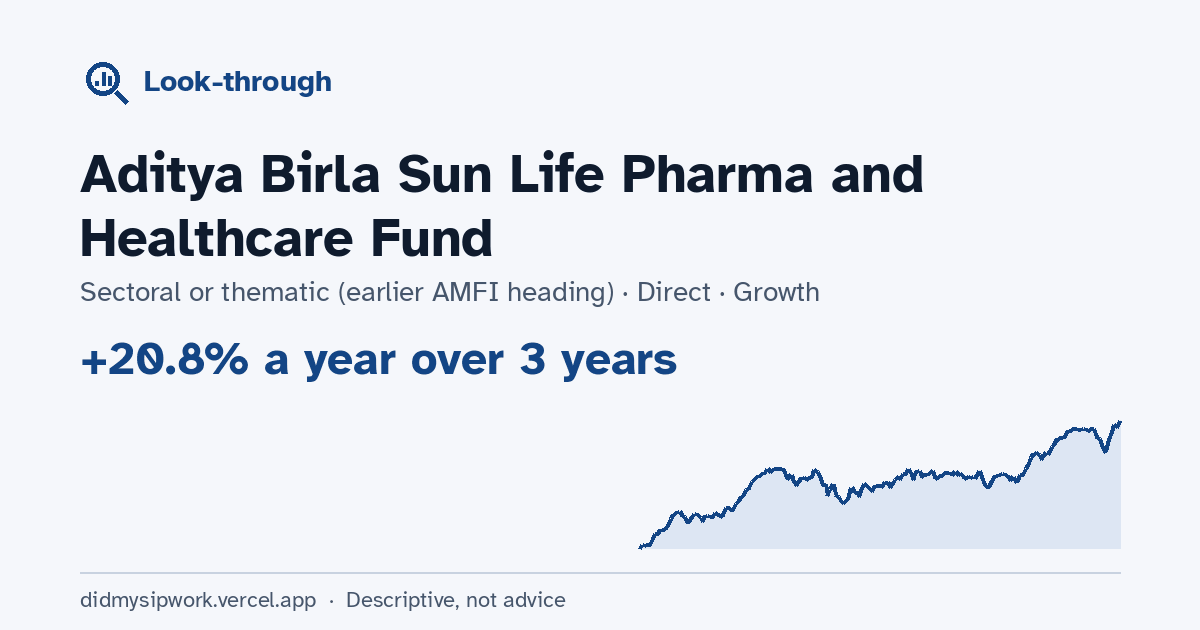 Look-through
Aditya Birla Sun Life Pharma and
Healthcare Fund
Sectoral or thematic (earlier AMFI heading) · Direct · Growth
+20.8% a year over 3 years
didmysipwork.vercel.app · Descriptive, not advice